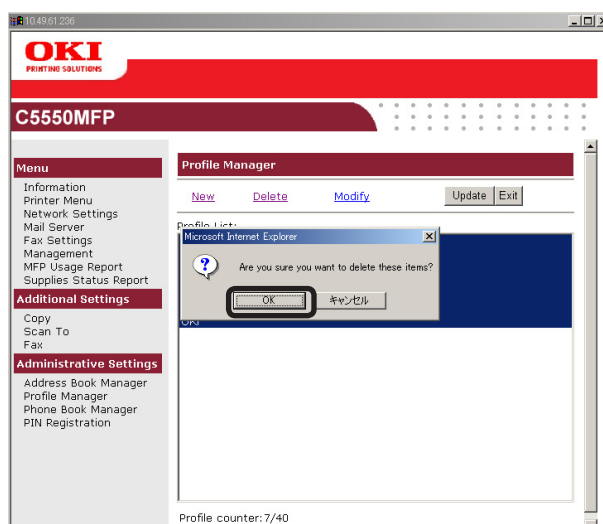 10.49.61.236
OKI
PRINTING SOLUTIONS
C5550MFP
Menu
Information
Printer Menu
Network Settings
Mail Server
Fax Settings
Management
MFP Usage Report
Supplies Status Report
Additional Settings
Copy
Scan To
Fax
Administrative Settings
Address Book Manager
Profile Manager
Phone Book Manager
PIN Registration
Profile Manager
New Delete Modify Update Exit
Profile List:
Microsoft Internet Explorer
Are you sure you want to delete these items?
OK キャンセル
OKI
Profile counter:7/40